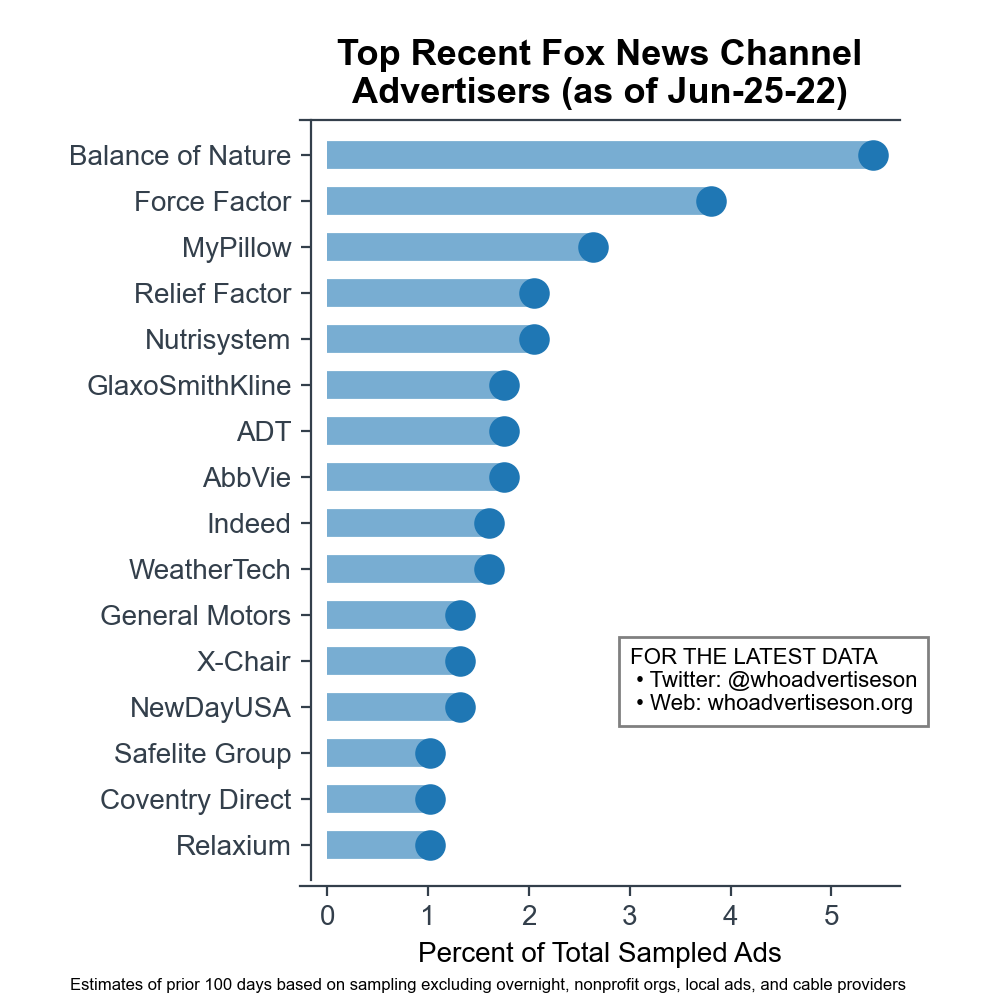 Top Recent Fox News Channel
Advertisers (as of Jun-25-22)
Balance of Nature
Force Factor
MyPillow
Relief Factor
Nutrisystem
GlaxoSmithKline
ADT
AbbVie
Indeed
WeatherTech
General Motors
X-Chair
NewDayUSA
Safelite Group
Coventry Direct
Relaxium
FOR THE LATEST DATA
• Twitter: @whoadvertiseson
• Web: whoadvertiseson.org
0 1 2 3 4 5
Percent of Total Sampled Ads
Estimates of prior 100 days based on sampling excluding overnight, nonprofit orgs, local ads, and cable providers